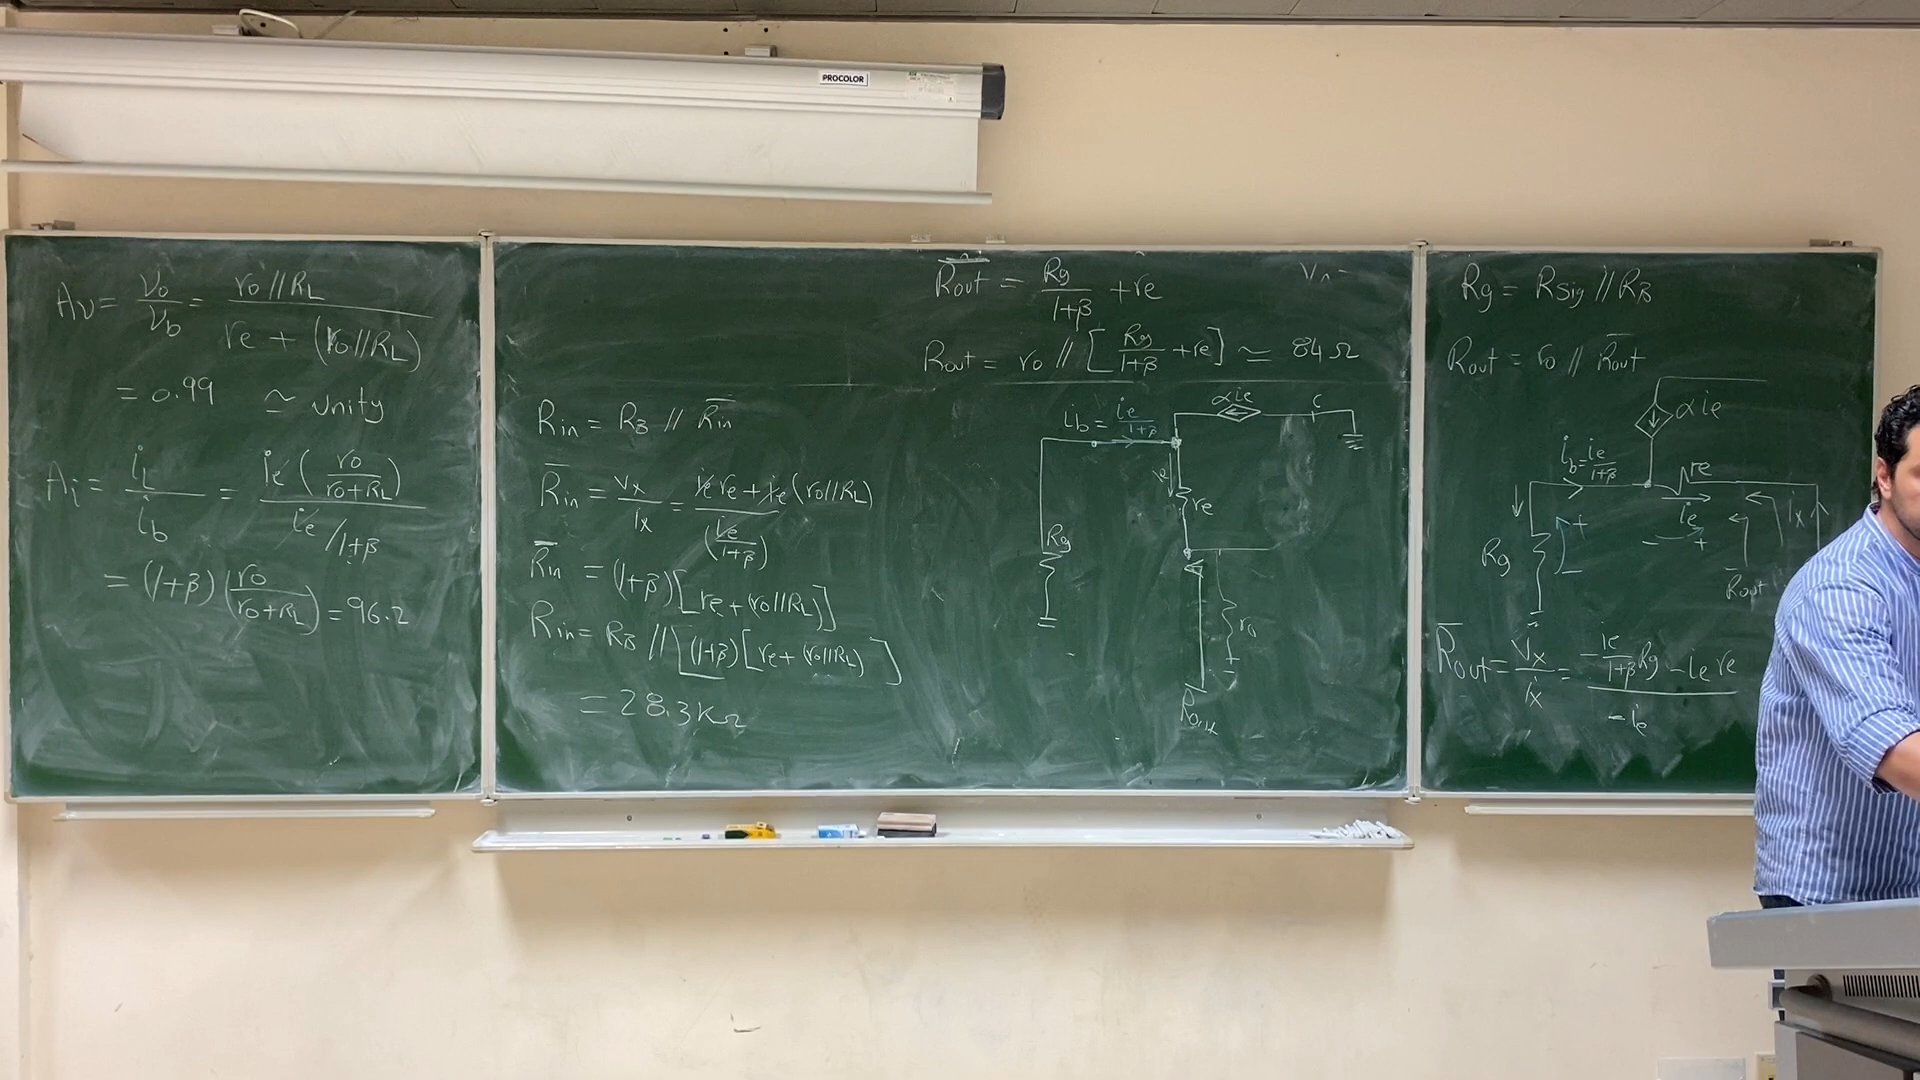 PROCOLOR
Av = vo/vb = ro//RL / re + (ro//RL)
= 0.99 ≃ unity
Ai = iL/ib = ie (ro/ro+RL) / ie/1+β
= (1+β) (ro/ro+RL) = 96.2
Rin = RB // R̅in
R̅in = vx/ix = ie re + ie (ro//RL) / (ie/1+β)
R̅in = (1+β)[re + (ro//RL)]
Rin = RB // [(1+β)[re + (ro//RL)]]
= 28.3 kΩ
R̅out = Rg/1+β + re
Rout = ro // [Rg/1+β + re] ≃ 84 Ω
αie
C
ib = ie/1+β
ie
re
Rg
ro
Rout
Rg = Rsig // RB
Rout = ro // R̅out
αie
ib = ie/1+β
re
ie
ix
Rg
+
-
- +
Rout
R̅out = Vx/ix = -ie/1+β Rg - ie re / -ie